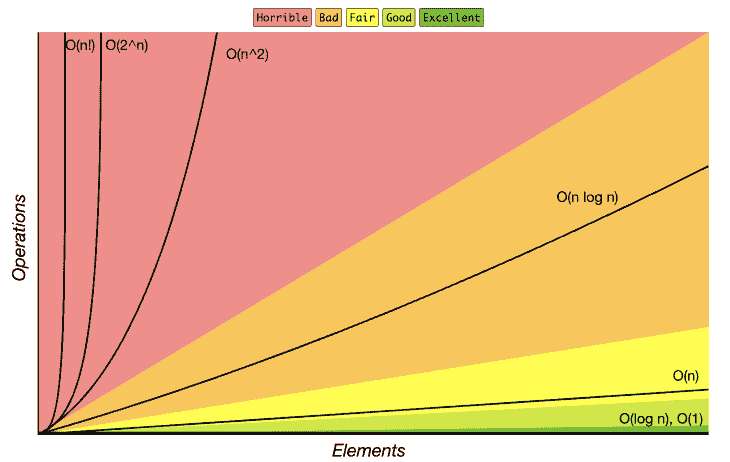 Horrible Bad Fair Good Excellent
O(n!) O(2^n)
O(n^2)
O(n log n)
Operations
O(n)
O(log n), O(1)
Elements